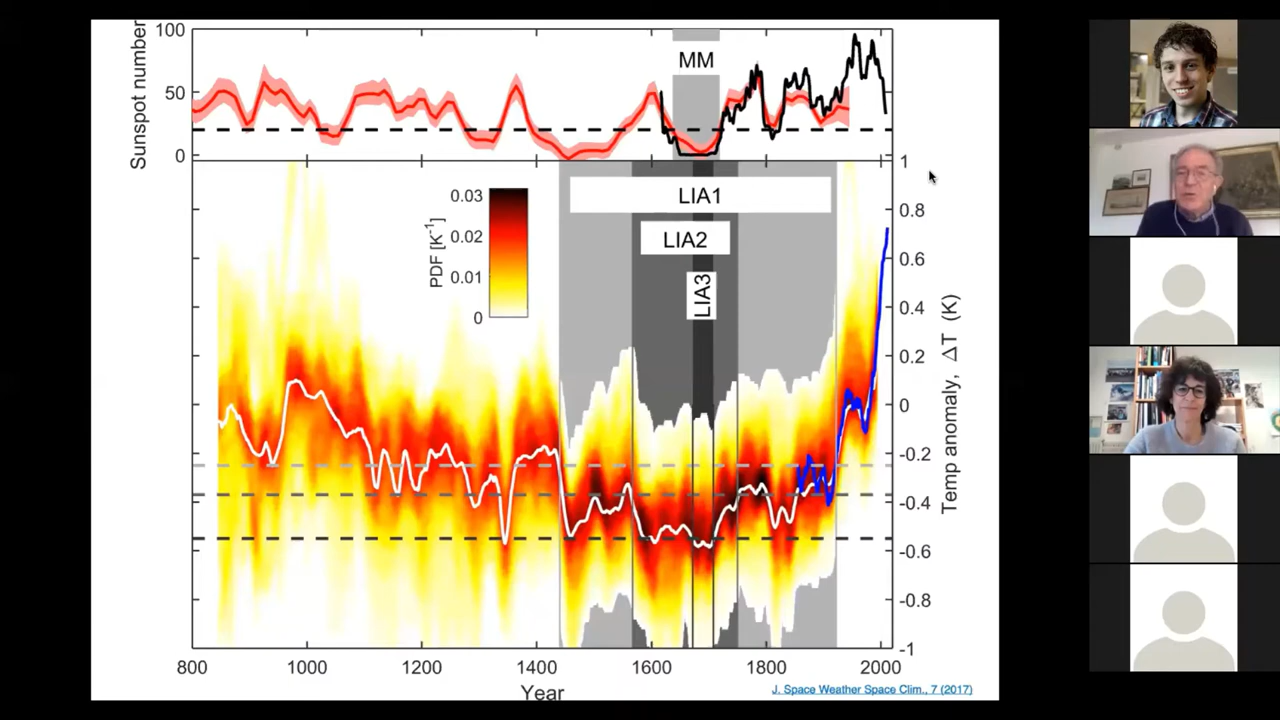 Sunspot number
100
50
0
MM
LIA1
LIA2
LIA3
PDF [K⁻¹]
0.03
0.02
0.01
0
1
0.8
0.6
0.4
0.2
0
-0.2
-0.4
-0.6
-0.8
-1
Temp anomaly, ΔT (K)
800 1000 1200 1400 1600 1800 2000
Year
J. Space Weather Space Clim., 7 (2017)